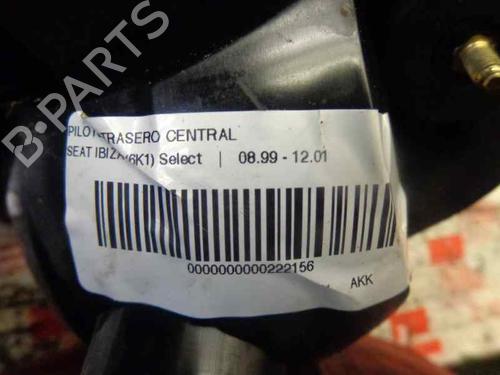 B-PARTS
PILOTO TRASERO CENTRAL
SEAT IBIZA (6K1) Select | 08.99 - 12.01
0000000000222156
AKK